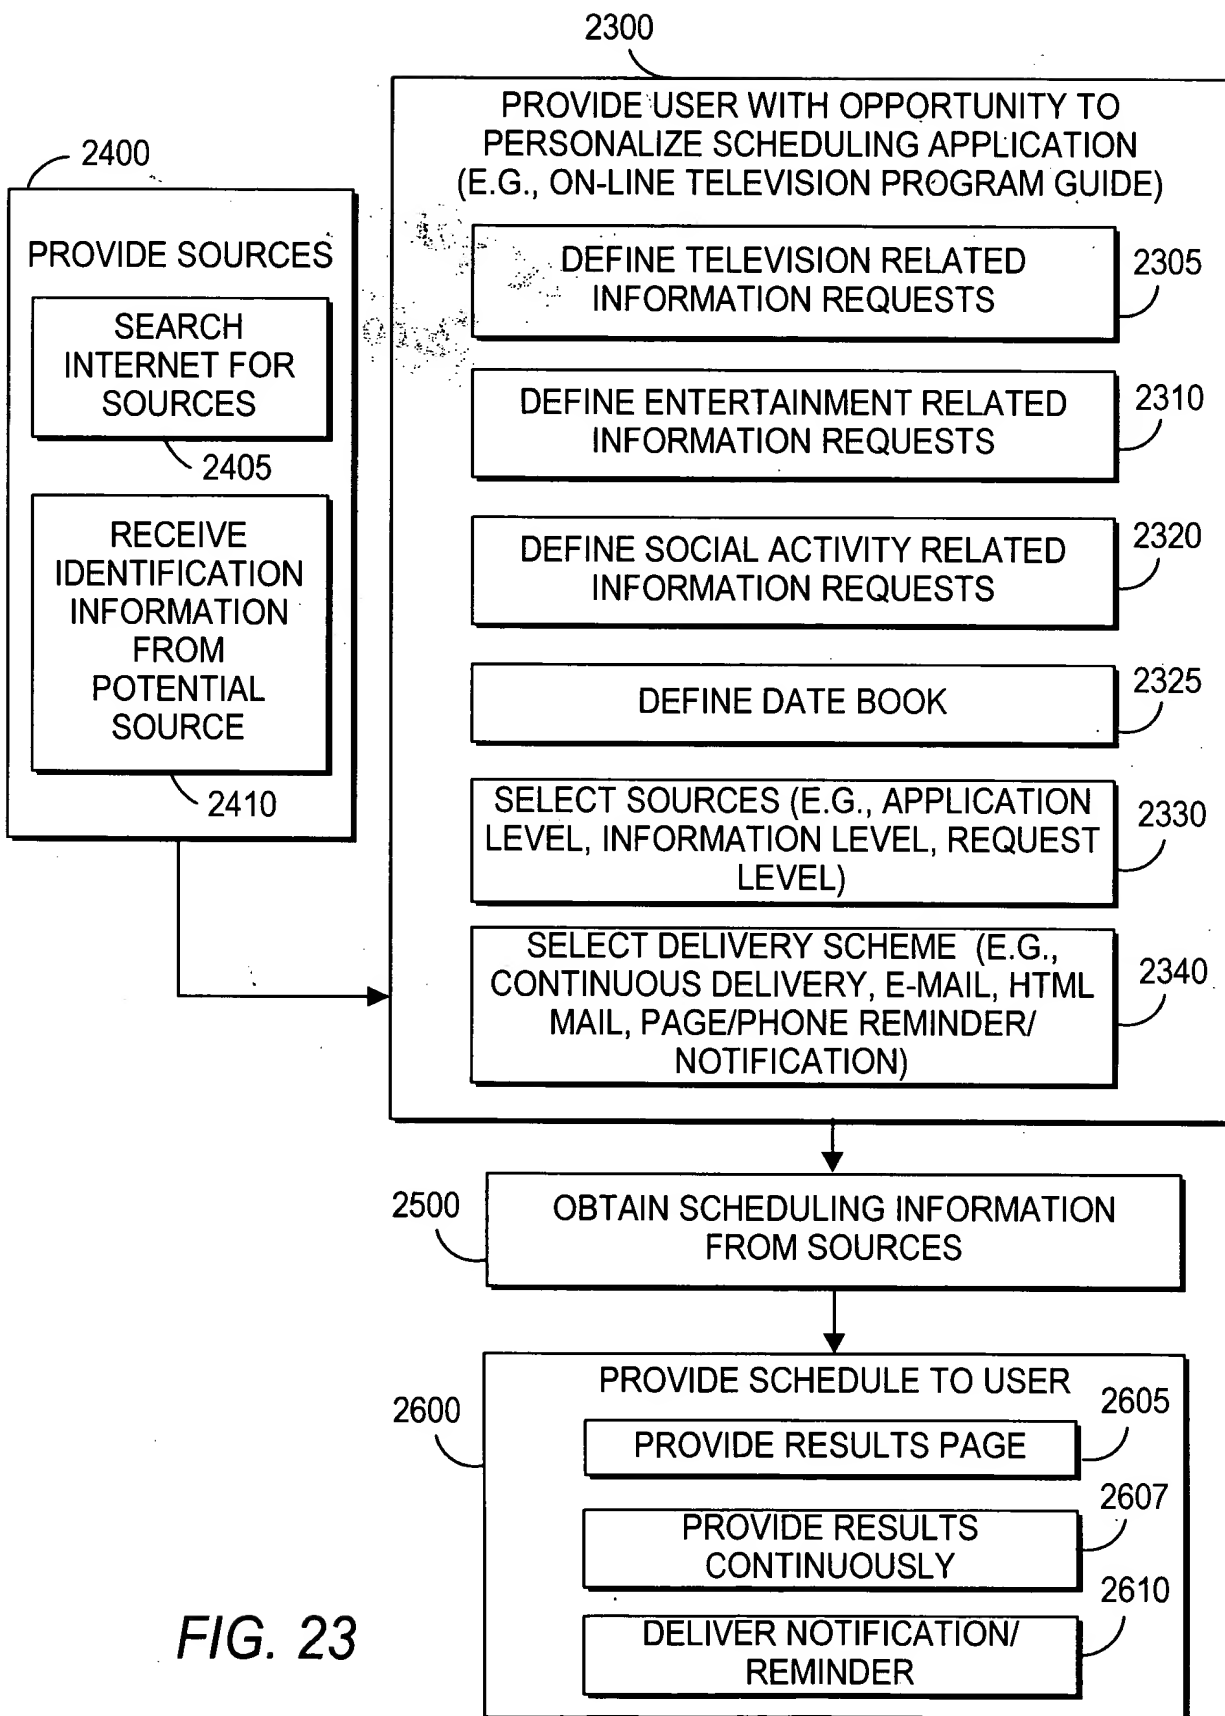 2300
PROVIDE USER WITH OPPORTUNITY TO
PERSONALIZE SCHEDULING APPLICATION
(E.G., ON-LINE TELEVISION PROGRAM GUIDE)
2400
PROVIDE SOURCES
SEARCH
INTERNET FOR
SOURCES
2405
RECEIVE
IDENTIFICATION
INFORMATION
FROM
POTENTIAL
SOURCE
2410
DEFINE TELEVISION RELATED
INFORMATION REQUESTS
2305
DEFINE ENTERTAINMENT RELATED
INFORMATION REQUESTS
2310
DEFINE SOCIAL ACTIVITY RELATED
INFORMATION REQUESTS
2320
DEFINE DATE BOOK
2325
SELECT SOURCES (E.G., APPLICATION
LEVEL, INFORMATION LEVEL, REQUEST
LEVEL)
2330
SELECT DELIVERY SCHEME (E.G.,
CONTINUOUS DELIVERY, E-MAIL, HTML
MAIL, PAGE/PHONE REMINDER/
NOTIFICATION)
2340
2500
OBTAIN SCHEDULING INFORMATION
FROM SOURCES
2600
PROVIDE SCHEDULE TO USER
PROVIDE RESULTS PAGE
2605
PROVIDE RESULTS
CONTINUOUSLY
2607
DELIVER NOTIFICATION/
REMINDER
2610
FIG. 23